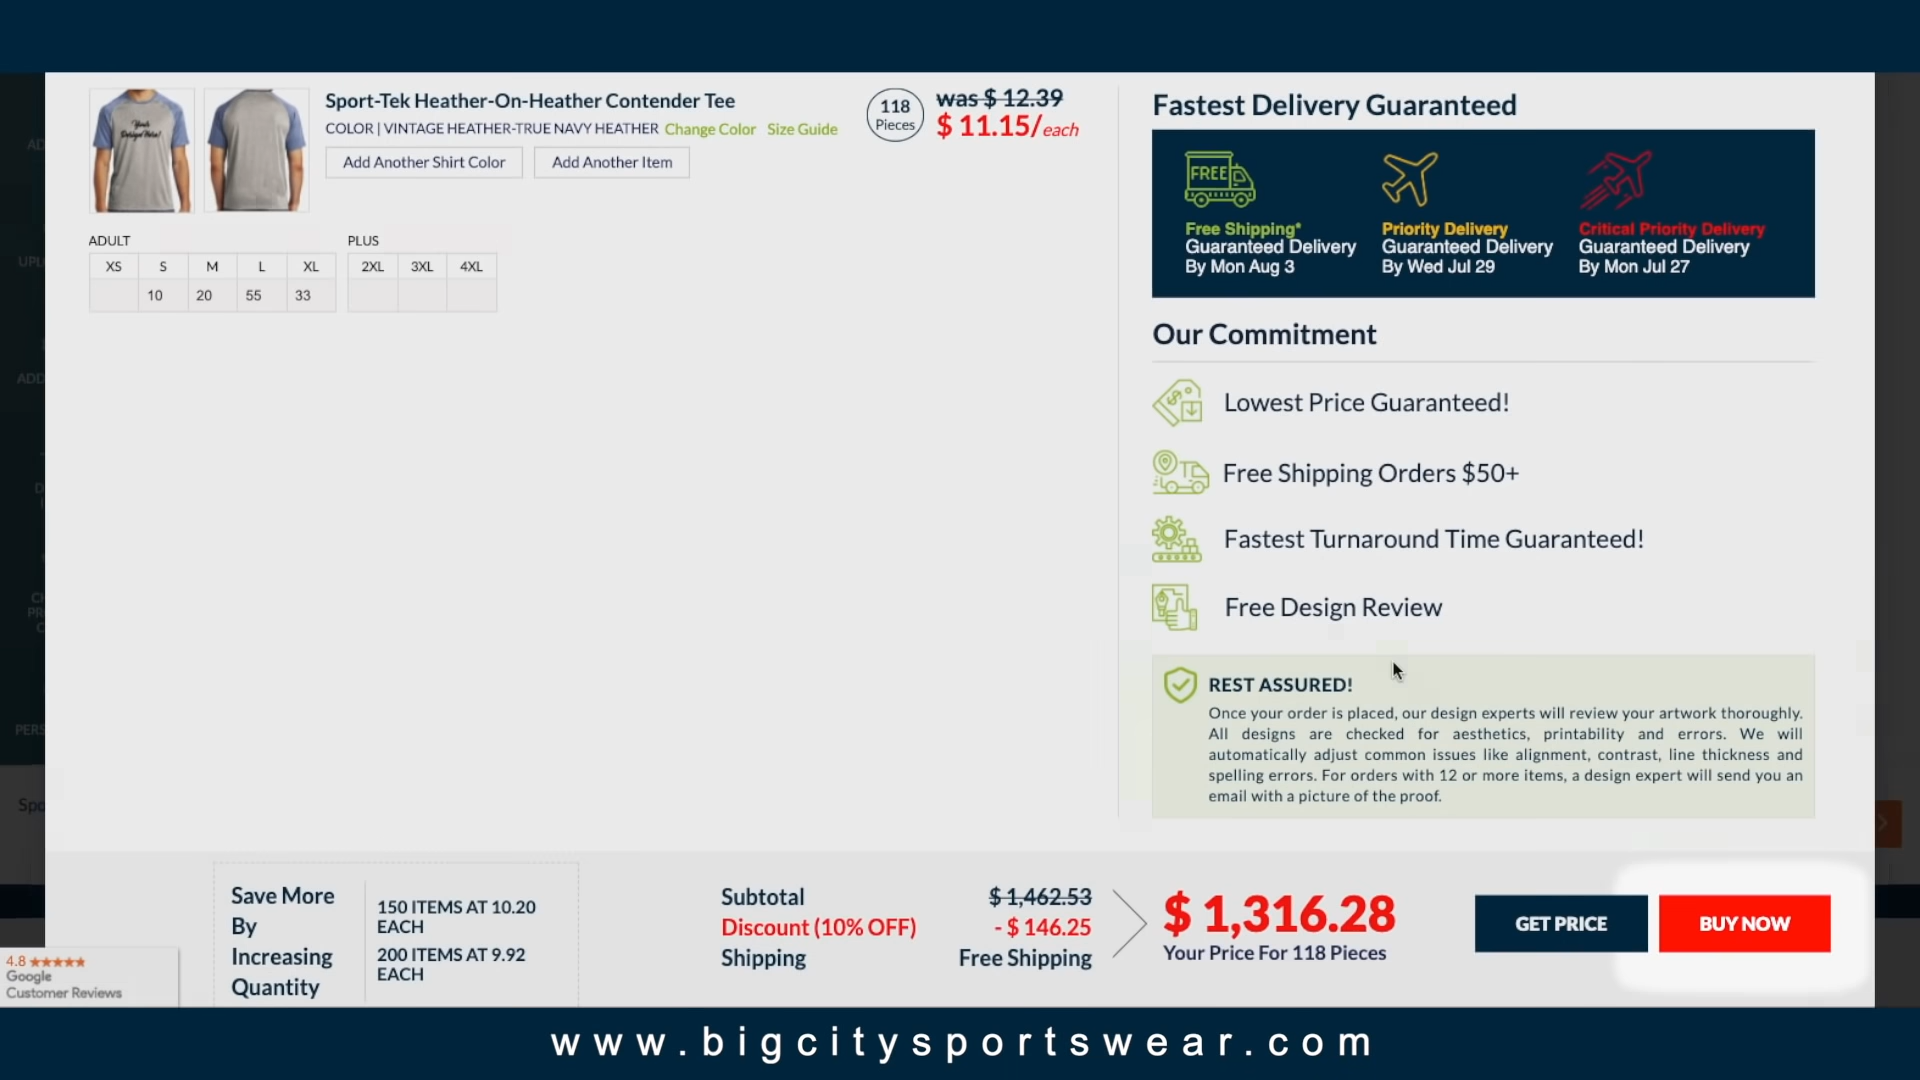 Your
Design Here!
Sport-Tek Heather-On-Heather Contender Tee
COLOR | VINTAGE HEATHER-TRUE NAVY HEATHER Change Color Size Guide
Add Another Shirt Color Add Another Item
118
Pieces
was $ 12.39
$ 11.15/each
ADULT
XS S M L XL
10 20 55 33
PLUS
2XL 3XL 4XL
Fastest Delivery Guaranteed
FREE
Free Shipping*
Guaranteed Delivery
By Mon Aug 3
Priority Delivery
Guaranteed Delivery
By Wed Jul 29
Critical Priority Delivery
Guaranteed Delivery
By Mon Jul 27
Our Commitment
Lowest Price Guaranteed!
Free Shipping Orders $50+
Fastest Turnaround Time Guaranteed!
Free Design Review
REST ASSURED!
Once your order is placed, our design experts will review your artwork thoroughly.
All designs are checked for aesthetics, printability and errors. We will
automatically adjust common issues like alignment, contrast, line thickness and
spelling errors. For orders with 12 or more items, a design expert will send you an
email with a picture of the proof.
Save More
By
Increasing
Quantity
150 ITEMS AT 10.20
EACH
200 ITEMS AT 9.92
EACH
Subtotal $ 1,462.53
Discount (10% OFF) - $ 146.25
Shipping Free Shipping
$ 1,316.28
Your Price For 118 Pieces
GET PRICE
BUY NOW
4.8 ★★★★★
Google
Customer Reviews
www.bigcitysportswear.com